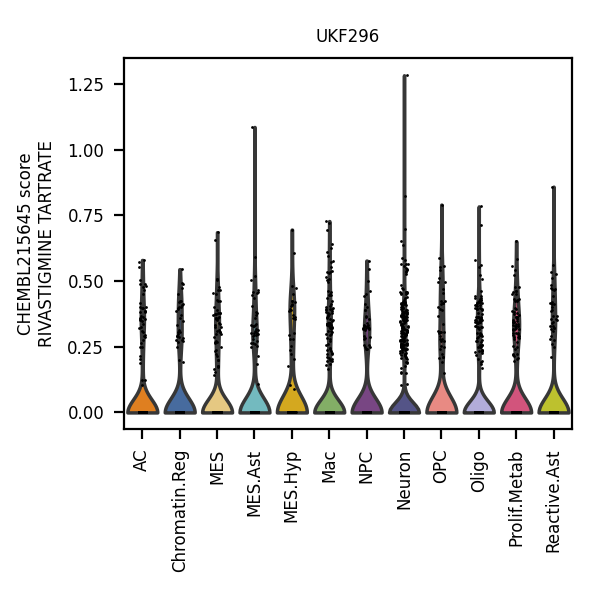 UKF296
CHEMBL215645 score
RIVASTIGMINE TARTRATE
1.25
1.00
0.75
0.50
0.25
0.00
AC
Chromatin.Reg
MES
MES.Ast
MES.Hyp
Mac
NPC
Neuron
OPC
Oligo
Prolif.Metab
Reactive.Ast